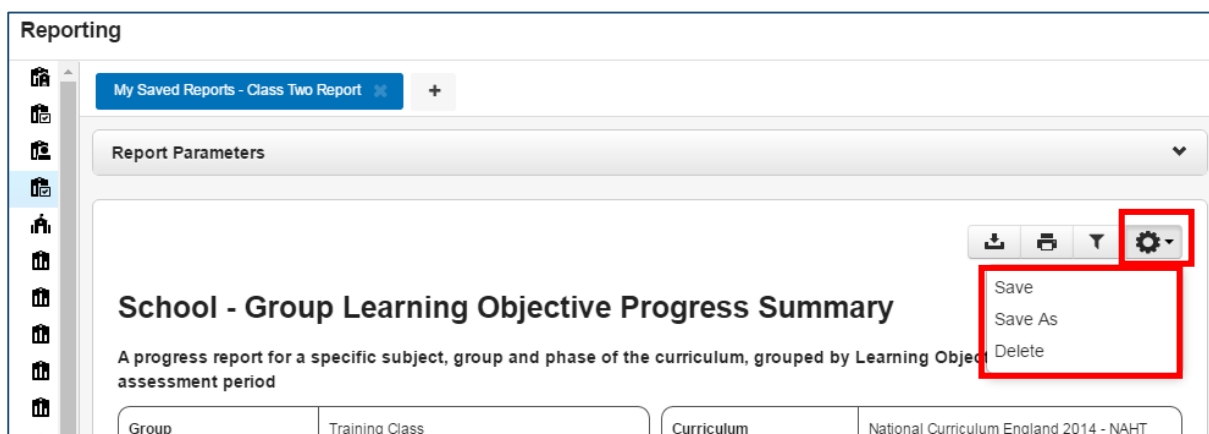 Reporting
My Saved Reports - Class Two Report
+
Report Parameters
Save
Save As
Delete
School - Group Learning Objective Progress Summary
A progress report for a specific subject, group and phase of the curriculum, grouped by Learning Object
assessment period
Group Training Class Curriculum National Curriculum England 2014 - NAHT